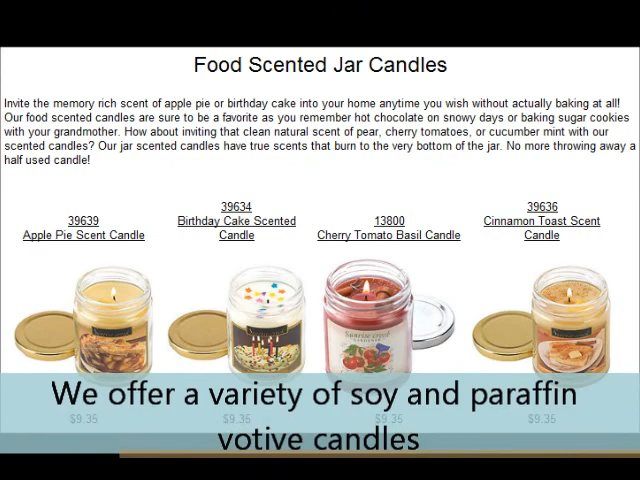 Food Scented Jar Candles
Invite the memory rich scent of apple pie or birthday cake into your home anytime you wish without actually baking at all!
Our food scented candles are sure to be a favorite as you remember hot chocolate on snowy days or baking sugar cookies
with your grandmother. How about inviting that clean natural scent of pear, cherry tomatoes, or cucumber mint with our
scented candles? Our jar scented candles have true scents that burn to the very bottom of the jar. No more throwing away a
half used candle!
39639
Apple Pie Scent Candle
39634
Birthday Cake Scented
Candle
13800
Cherry Tomato Basil Candle
39636
Cinnamon Toast Scent
Candle
We offer a variety of soy and paraffin
votive candles
$9.35
$9.35
$9.35
$9.35